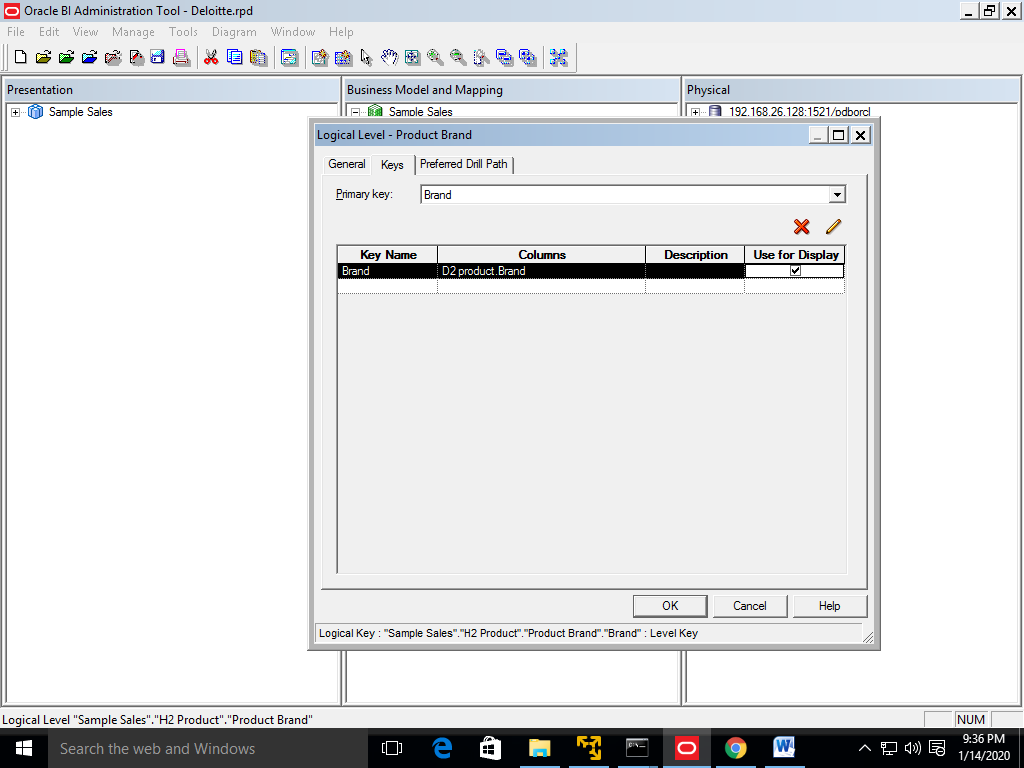 Oracle BI Administration Tool - Deloitte.rpd
File Edit View Manage Tools Diagram Window Help
Presentation
Business Model and Mapping
Physical
Sample Sales
Sample Sales
192.168.26.128:1521/odborcl
Logical Level - Product Brand
General Keys Preferred Drill Path
Primary key: Brand
Key Name Columns Description Use for Display
Brand D2 product.Brand
OK Cancel Help
Logical Key : "Sample Sales"."H2 Product"."Product Brand"."Brand" : Level Key
Logical Level "Sample Sales"."H2 Product"."Product Brand"
NUM
Search the web and Windows
9:36 PM
1/14/2020